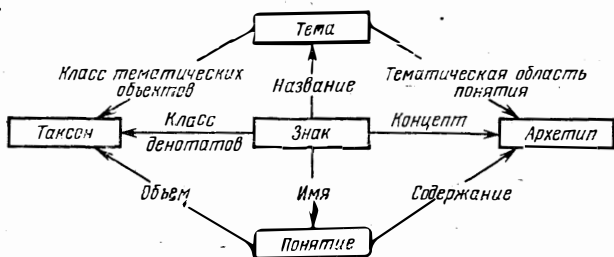 Тема
Класс тематических
объектов
Название
Тематическая область
понятия
Таксон
Класс
денотатов
Знак
Концепт
Архетип
Объем
Имя
Содержание
Понятие